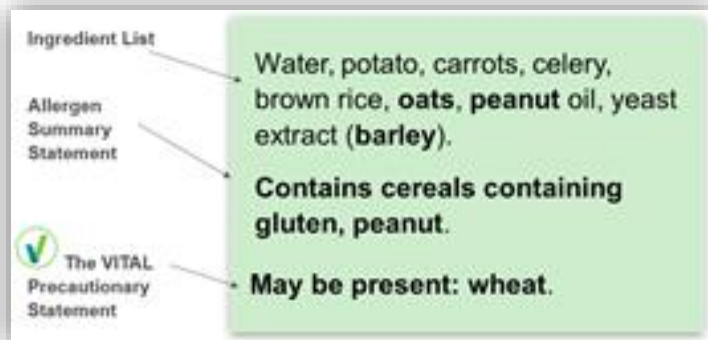 Ingredient List
Water, potato, carrots, celery,
brown rice, oats, peanut oil, yeast
extract (barley).
Allergen
Summary
Statement
Contains cereals containing
gluten, peanut.
The VITAL
Precautionary
Statement
May be present: wheat.